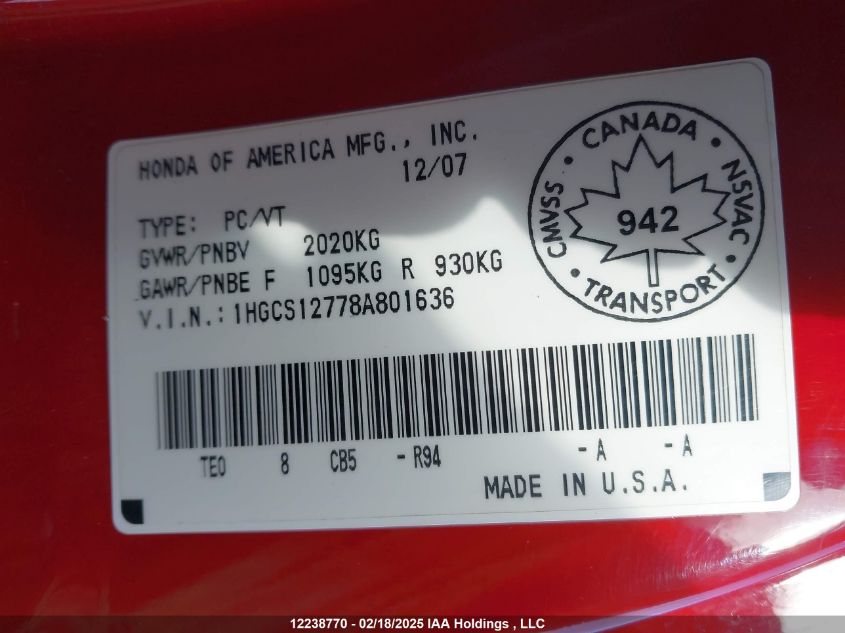 HONDA OF AMERICA MFG., INC.
12/07
TYPE: PC/VT
GVWR/PNBV 2020KG
GAWR/PNBE F 1095KG R 930KG
V.I.N.: 1HGCS12778A801636
CANADA
CMVSS
NSVAC
942
TRANSPORT
TE0 8 CB5 - R94 - A - A
MADE IN U.S.A.
12238770 - 02/18/2025 IAA Holdings , LLC